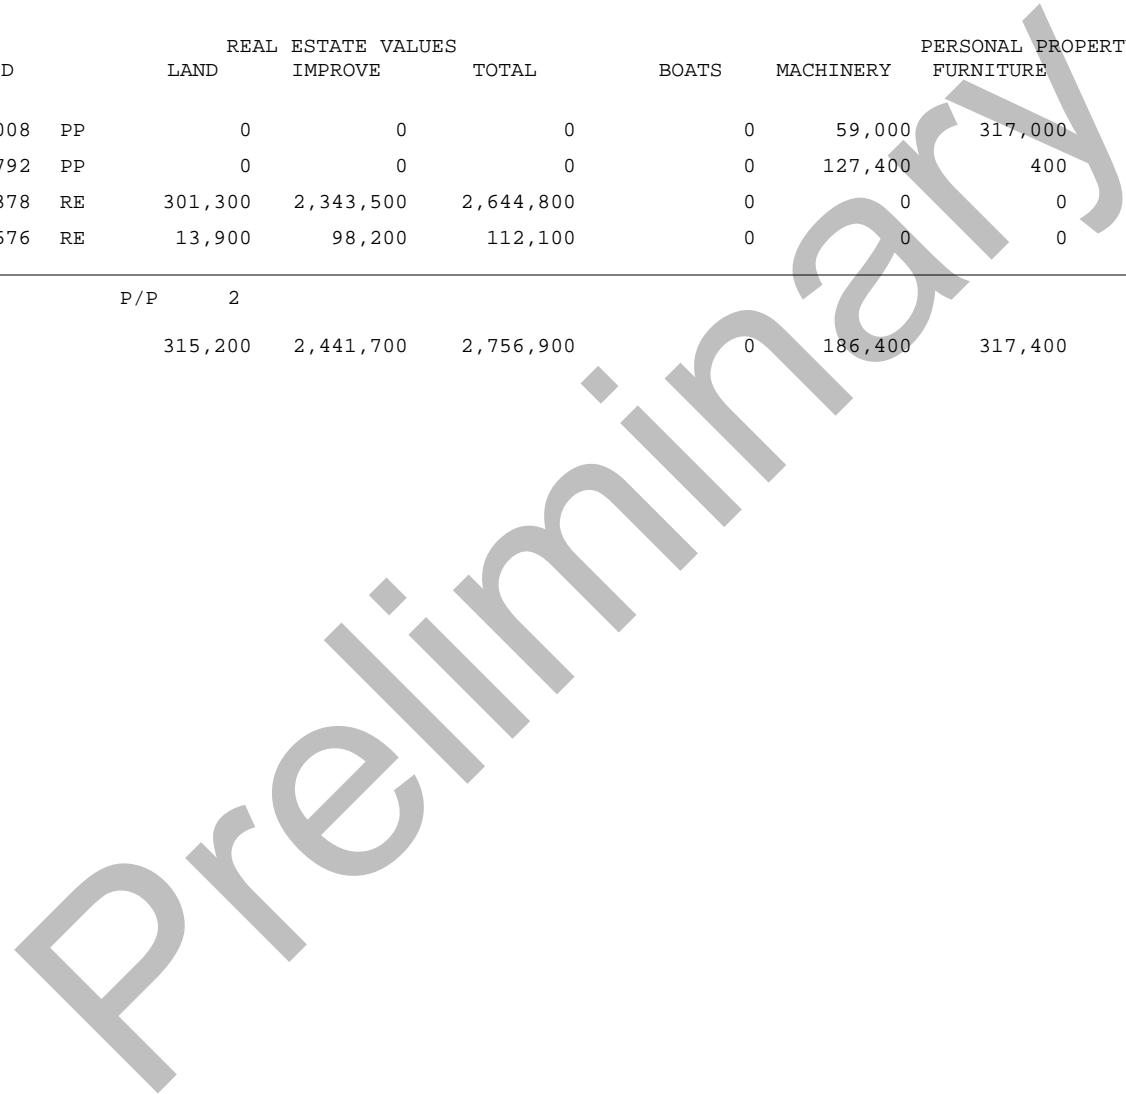 REAL ESTATE VALUES PERSONAL PROPERT
D LAND IMPROVE TOTAL BOATS MACHINERY FURNITURE
008 PP 0 0 0 0 59,000 317,000
792 PP 0 0 0 0 127,400 400
378 RE 301,300 2,343,500 2,644,800 0 0 0
676 RE 13,900 98,200 112,100 0 0 0
P/P 2
315,200 2,441,700 2,756,900 0 186,400 317,400
Preliminary